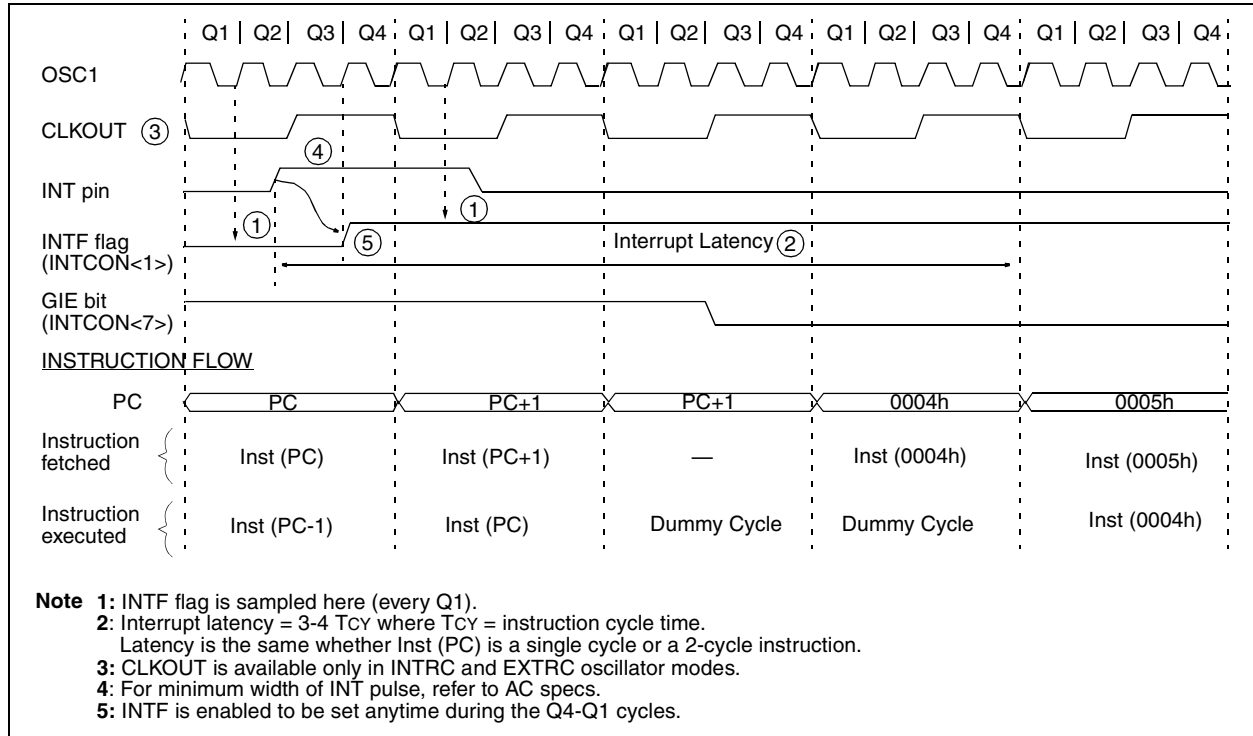 Q1 | Q2 | Q3 | Q4 Q1 | Q2 | Q3 | Q4 Q1 | Q2 | Q3 | Q4 Q1 | Q2 | Q3 | Q4 Q1 | Q2 | Q3 | Q4
OSC1
CLKOUT 3
4
INT pin
1 1
INTF flag
(INTCON<1>)
5
Interrupt Latency 2
GIE bit
(INTCON<7>)
INSTRUCTION FLOW
PC PC PC+1 PC+1 0004h 0005h
Instruction
fetched
Inst (PC) Inst (PC+1) — Inst (0004h) Inst (0005h)
Instruction
executed
Inst (PC-1) Inst (PC) Dummy Cycle Dummy Cycle Inst (0004h)
Note 1: INTF flag is sampled here (every Q1).
2: Interrupt latency = 3-4 TCY where TCY = instruction cycle time.
Latency is the same whether Inst (PC) is a single cycle or a 2-cycle instruction.
3: CLKOUT is available only in INTRC and EXTRC oscillator modes.
4: For minimum width of INT pulse, refer to AC specs.
5: INTF is enabled to be set anytime during the Q4-Q1 cycles.